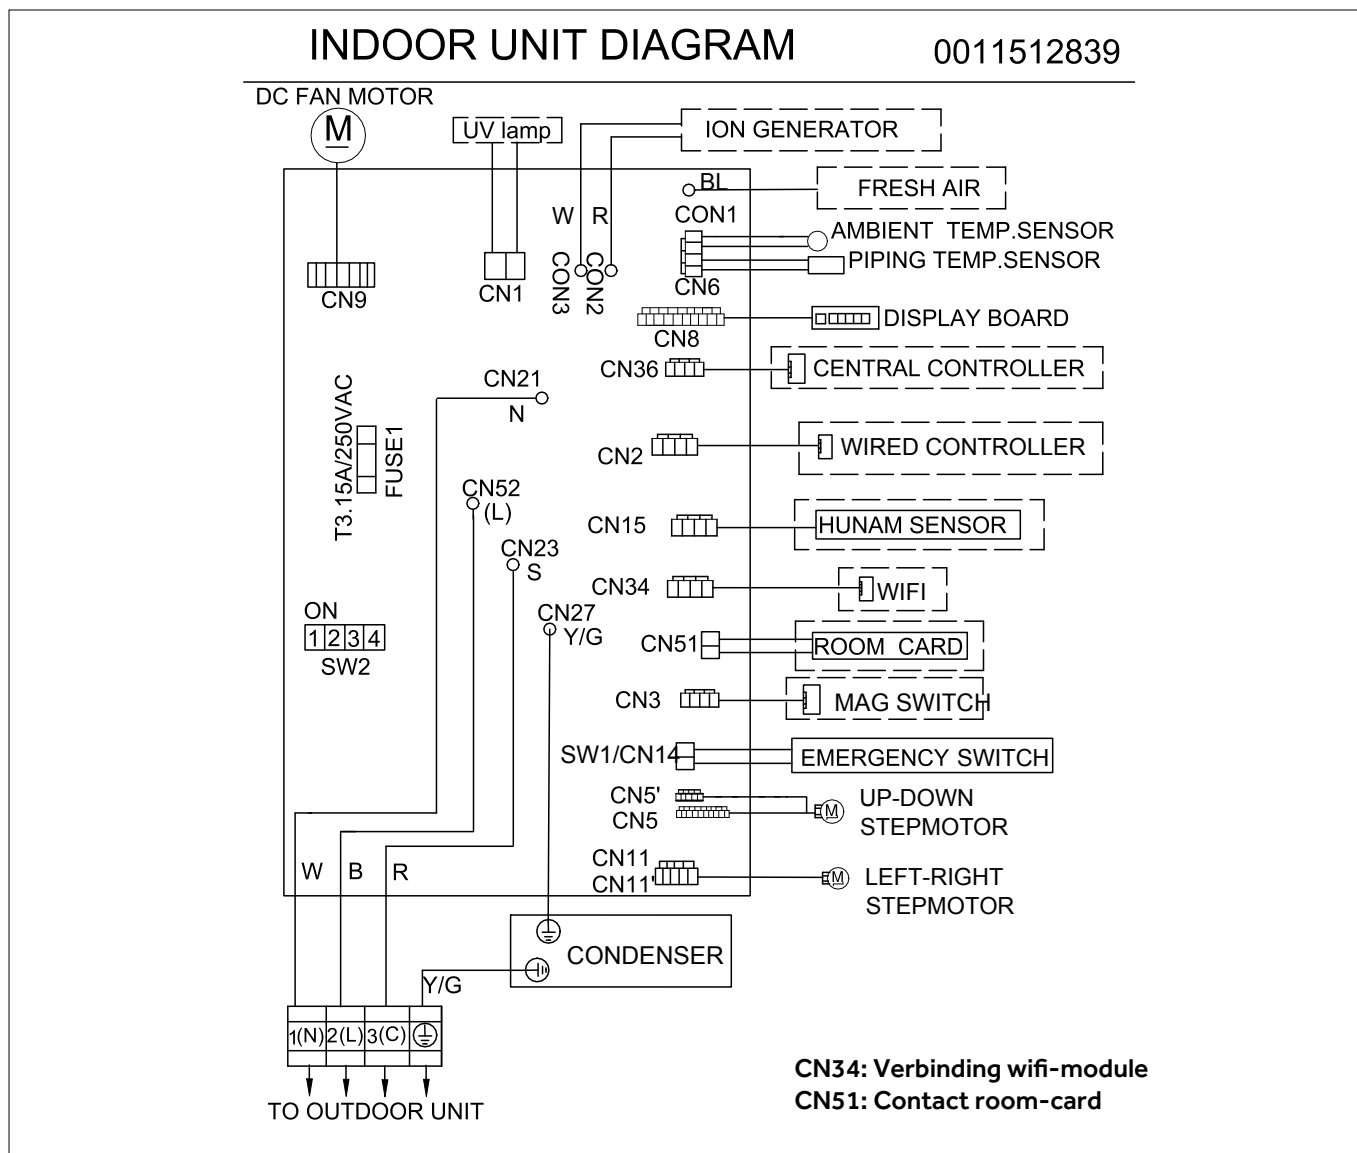 INDOOR UNIT DIAGRAM 0011512839
DC FAN MOTOR
M
UV lamp
ION GENERATOR
BL
FRESH AIR
W R
CON1
AMBIENT TEMP.SENSOR
PIPING TEMP.SENSOR
CN9
CN1
CON3
CON2
CN6
DISPLAY BOARD
CN8
CN36
CENTRAL CONTROLLER
CN21
N
T3.15A/250VAC
FUSE1
CN2
WIRED CONTROLLER
CN52
(L)
CN15
HUNAM SENSOR
CN23
S
CN34
WIFI
ON
1 2 3 4
SW2
CN27
Y/G
CN51
ROOM CARD
CN3
MAG SWITCH
SW1/CN14
EMERGENCY SWITCH
CN5'
CN5
M
UP-DOWN
STEPMOTOR
CN11
CN11'
M
LEFT-RIGHT
STEPMOTOR
W B R
CONDENSER
Y/G
1(N) 2(L) 3(C)
TO OUTDOOR UNIT
CN34: Verbinding wifi-module
CN51: Contact room-card